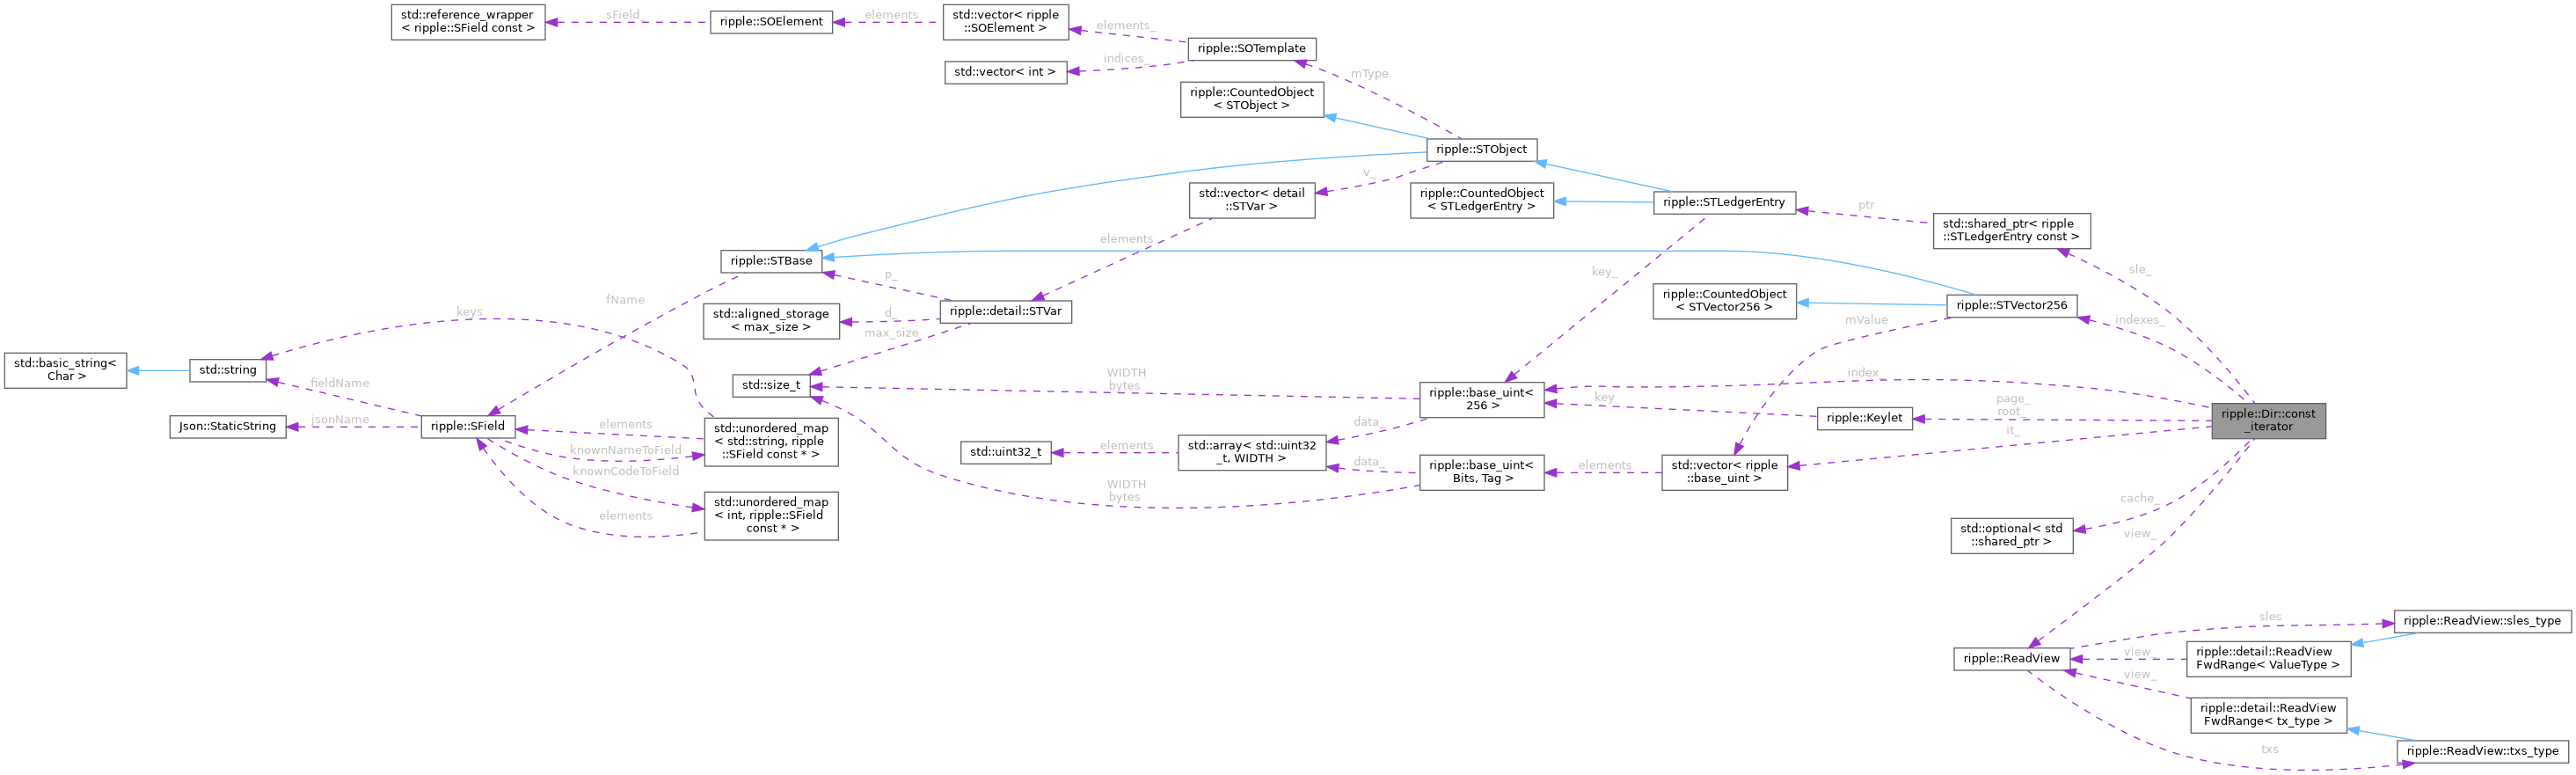 std::reference_wrapper
< ripple::SField const >
sField_
ripple::SOElement
elements
std::vector< ripple
::SOElement >
elements_
ripple::SOTemplate
std::vector< int >
indices_
mType
ripple::CountedObject
< STObject >
ripple::STObject
v_
std::vector< detail
::STVar >
ripple::CountedObject
< STLedgerEntry >
ripple::STLedgerEntry
ptr
std::shared_ptr< ripple
::STLedgerEntry const >
elements
ripple::STBase
p_
key_
sle_
fName
ripple::detail::STVar
std::aligned_storage
< max_size >
d_
max_size
ripple::CountedObject
< STVector256 >
ripple::STVector256
mValue
indexes_
keys
std::basic_string<
Char >
std::string
fieldName
std::size_t
WIDTH
bytes
ripple::base_uint<
256 >
index_
key
ripple::Keylet
page_
root_
ripple::Dir::const
_iterator
Json::StaticString
jsonName
ripple::SField
elements
knownNameToField
knownCodeToField
std::unordered_map
< std::string, ripple
::SField const * >
data_
it_
std::uint32_t
elements
std::array< std::uint32
_t, WIDTH >
data_
ripple::base_uint<
Bits, Tag >
elements
std::vector< ripple
::base_uint >
WIDTH
bytes
elements
std::unordered_map
< int, ripple::SField
const * >
cache_
std::optional< std
::shared_ptr >
view_
sles
ripple::ReadView::sles_type
ripple::ReadView
view_
ripple::detail::ReadView
FwdRange< ValueType >
view_
ripple::detail::ReadView
FwdRange< tx_type >
txs
ripple::ReadView::txs_type